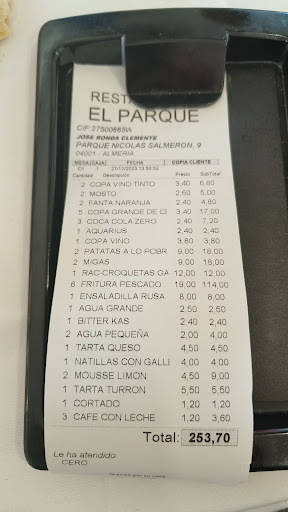 REST
EL PARQUE
CIF
JOSE RONDA CLEMENTE
PARQUE NICOLAS SALMERON, 9
04001 - ALMERIA
MESA CAJA FECHA COPIA CLIENTE
C1 1 27/12/2023 13:50:52
Cantidad Descripción Precio SubTotal
2 COPA VINO TINTO 3,40 6,80
2 MOSTO 2,50 5,00
2 FANTA NARANJA 2,40 4,80
5 COPA GRANDE DE CE 3,40 17,00
3 COCA COLA ZERO 2,40 7,20
1 AQUARIUS 2,40 2,40
1 COPA VINO 3,80 3,80
2 PATATAS A LO POBR 9,00 18,00
2 MIGAS 9,00 18,00
1 RAC-CROQUETAS GA 12,00 12,00
6 FRITURA PESCADO 19,00 114,00
1 ENSALADILLA RUSA 8,00 8,00
1 AGUA GRANDE 2,50 2,50
1 BITTER KAS 2,40 2,40
2 AGUA PEQUEÑA 2,00 4,00
1 TARTA QUESO 4,50 4,50
1 NATILLAS CON GALLE 4,00 4,00
2 MOUSSE LIMON 4,50 9,00
1 TARTA TURRON 5,50 5,50
1 CORTADO 1,20 1,20
3 CAFE CON LECHE 1,20 3,60
Total: 253,70
Le ha atendido:
CERO